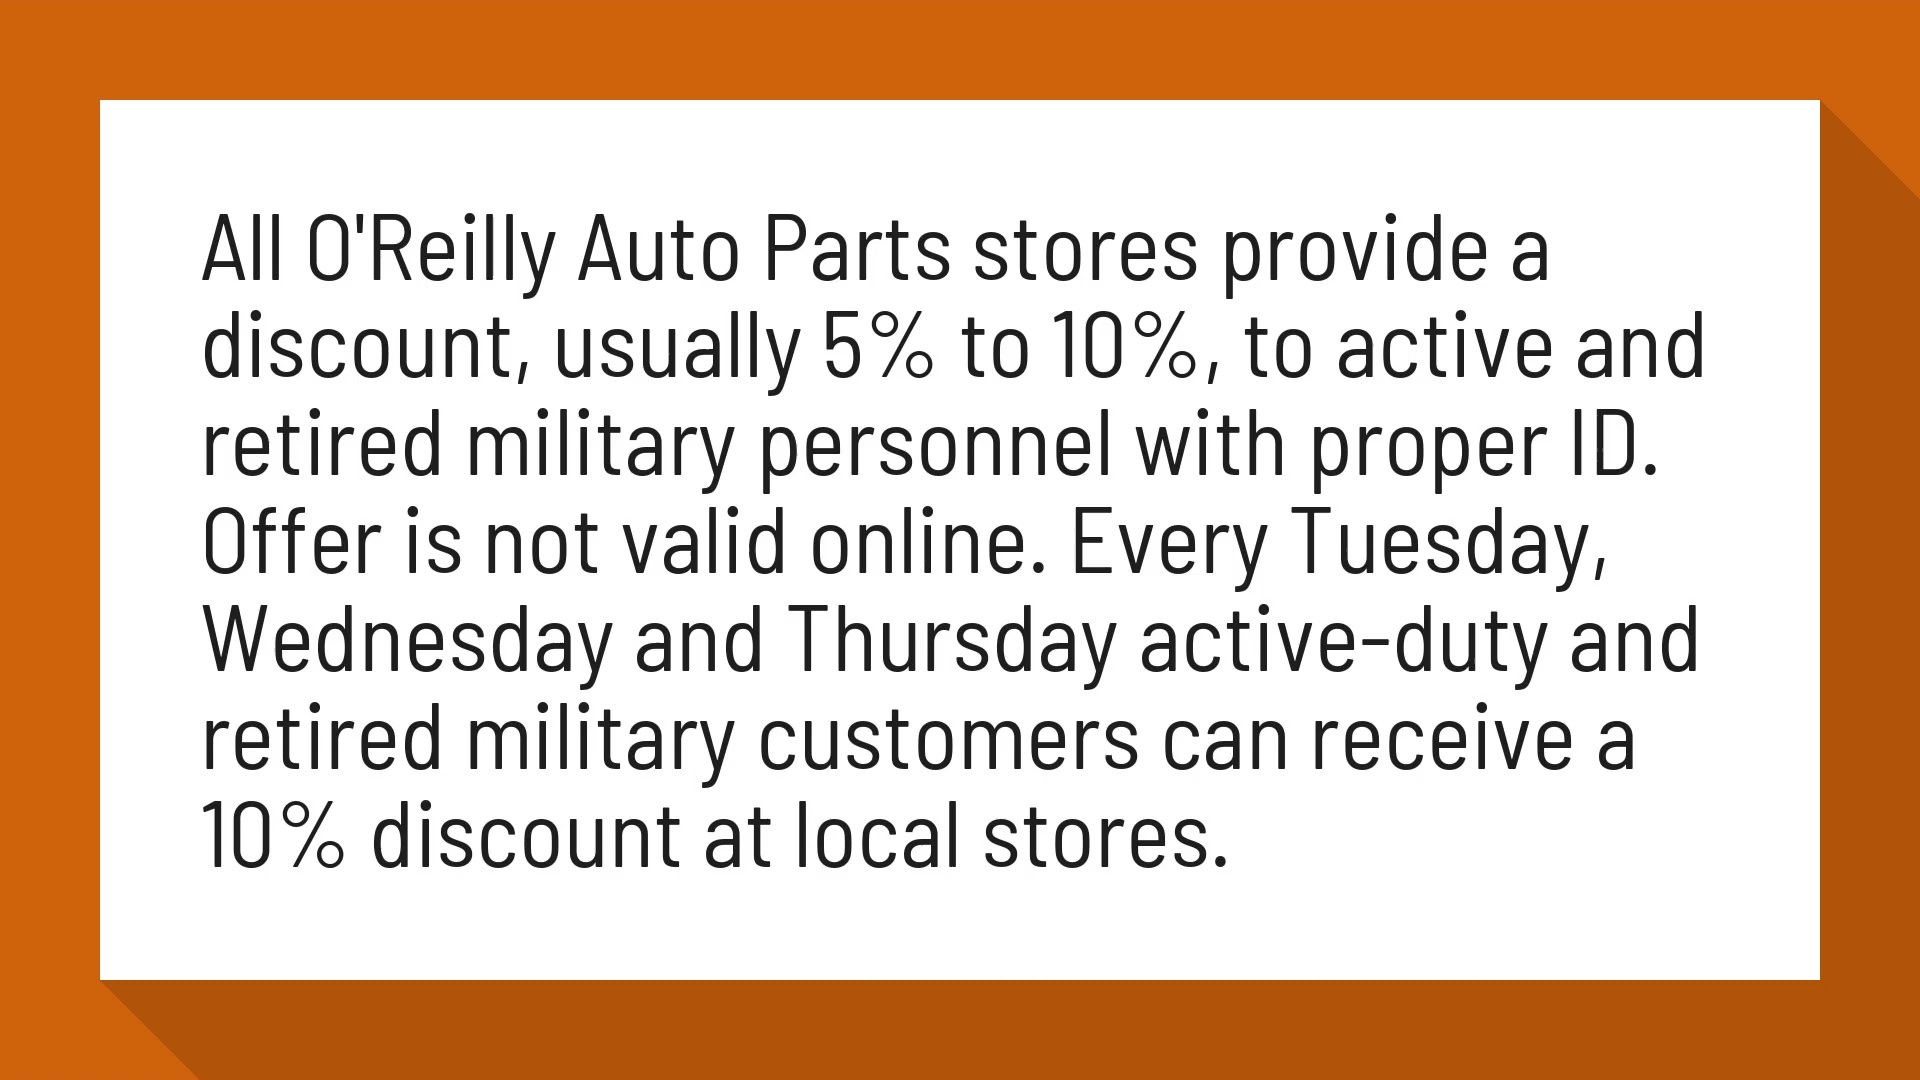 All O'Reilly Auto Parts stores provide a
discount, usually 5% to 10%, to active and
retired military personnel with proper ID.
Offer is not valid online. Every Tuesday,
Wednesday and Thursday active-duty and
retired military customers can receive a
10% discount at local stores.